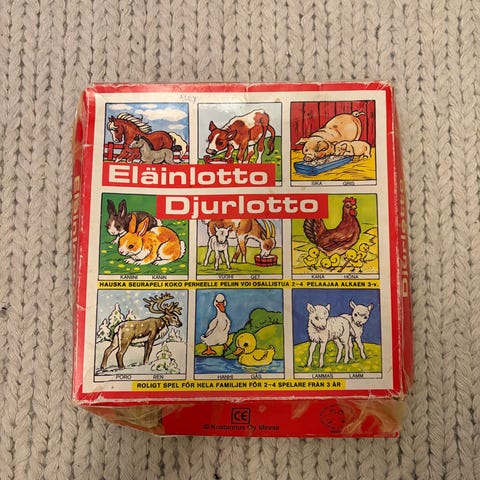 Eläinlotto
Djurlotto
SIKA GRIS
KANIINI KANIN
VUOHI GET
KANA HÖNA
HAUSKA SEURAPELI KOKO PERHEELLE PELIIN VOI OSALLISTUA 2-4 PELAAJAA ALKAEN 3-v.
PORO REN
HANHI GÅS
LAMMAS LAMM
ROLIGT SPEL FÖR HELA FAMILJEN FÖR 2-4 SPELARE FRÅN 3 ÅR
CE
© Kustannus Oy Minnie